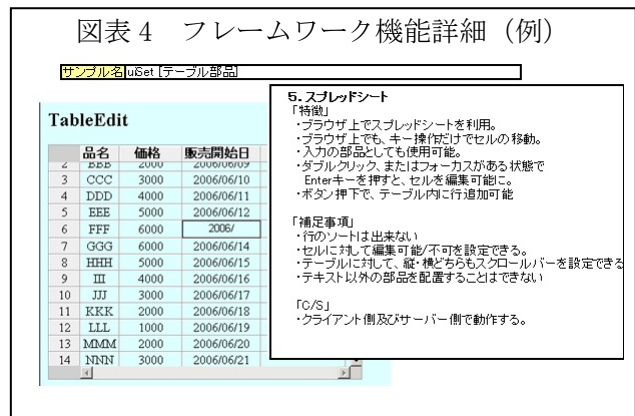 図表４　フレームワーク機能詳細（例）
サンプル名 uiSet [テーブル部品]
TableEdit
品名 価格 販売開始日
2 BBB 2000 2006/06/09
3 CCC 3000 2006/06/10
4 DDD 4000 2006/06/11
5 EEE 5000 2006/06/12
6 FFF 6000 2006/
7 GGG 6000 2006/06/14
8 HHH 5000 2006/06/15
9 III 4000 2006/06/16
10 JJJ 3000 2006/06/17
11 KKK 2000 2006/06/18
12 LLL 1000 2006/06/19
13 MMM 2000 2006/06/20
14 NNN 3000 2006/06/21
５．スプレッドシート
「特徴」
・ブラウザ上でスプレッドシートを利用。
・ブラウザ上でも、キー操作だけでセルの移動。
・入力の部品としても使用可能。
・ダブルクリック、またはフォーカスがある状態で
Enterキーを押すと、セルを編集可能に。
・ボタン押下で、テーブル内に行追加可能
「補足事項」
・行のソートは出来ない
・セルに対して編集可能/不可を設定できる。
・テーブルに対して、縦・横どちらもスクロールバーを設定できる
・テキスト以外の部品を配置することはできない
「C/S」
・クライアント側及びサーバー側で動作する。